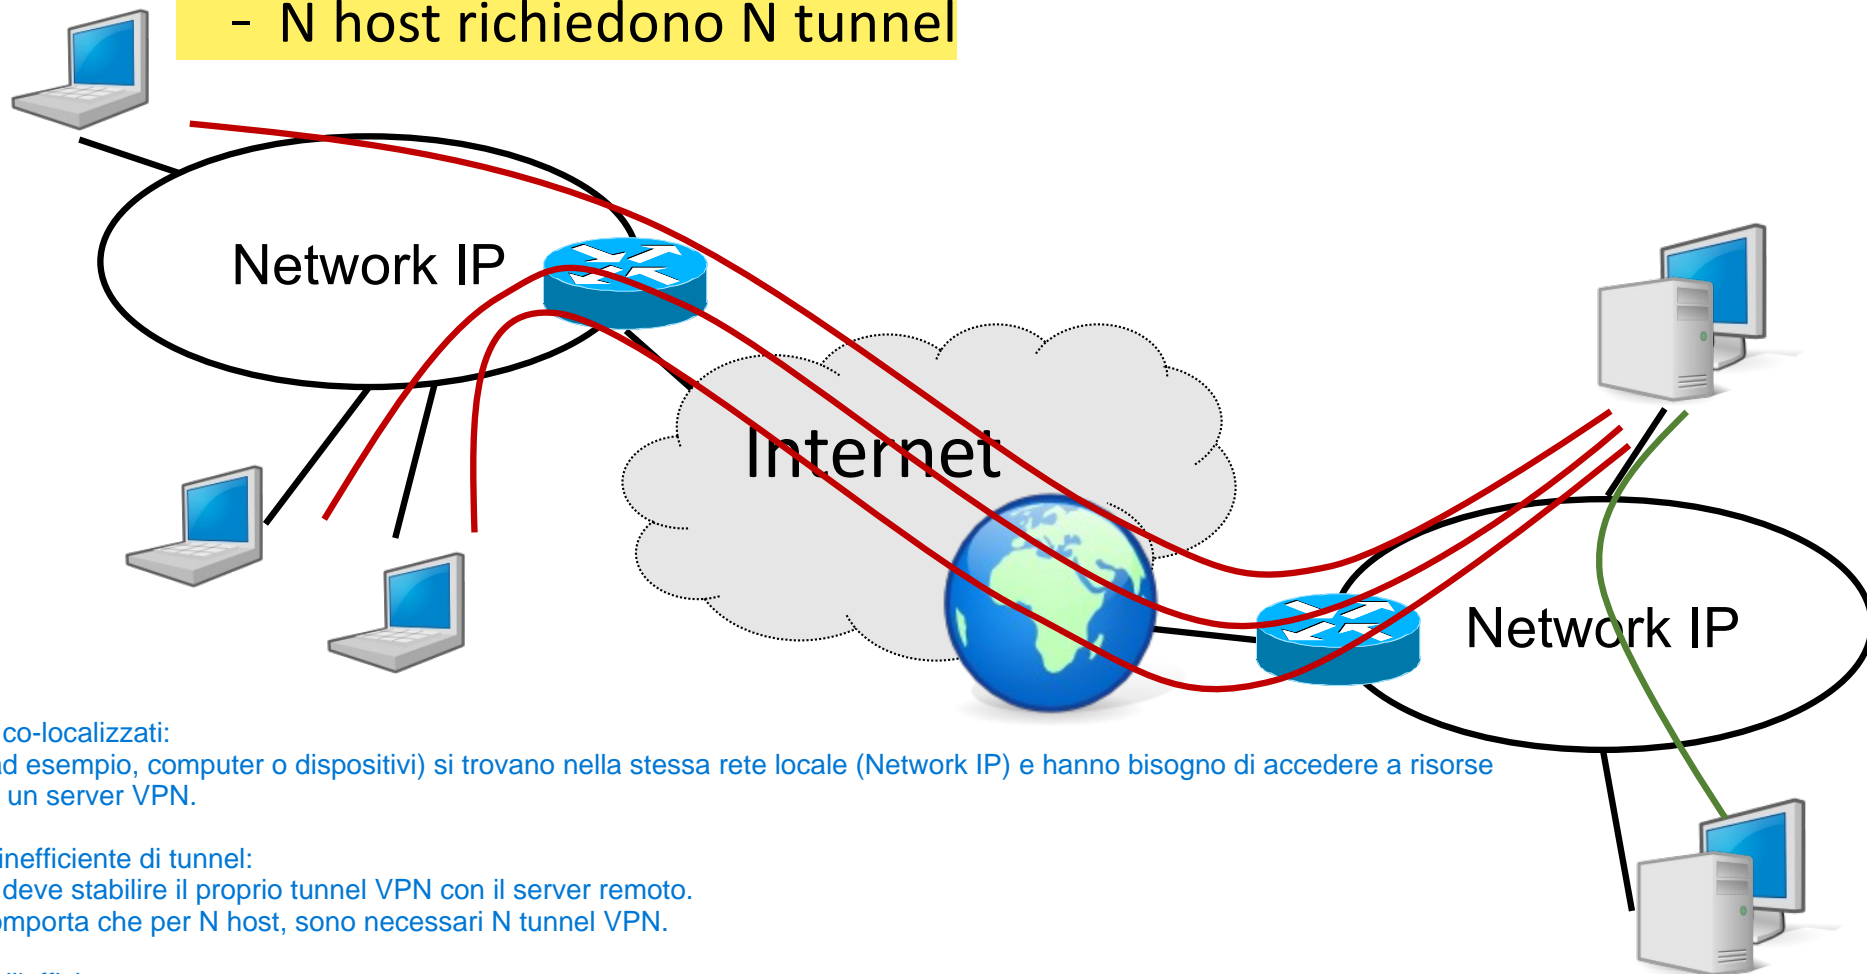 - N host richiedono N tunnel
Network IP
Internet
Network IP
co-localizzati:
ad esempio, computer o dispositivi) si trovano nella stessa rete locale (Network IP) e hanno bisogno di accedere a risorse
un server VPN.
inefficiente di tunnel:
deve stabilire il proprio tunnel VPN con il server remoto.
omporta che per N host, sono necessari N tunnel VPN.